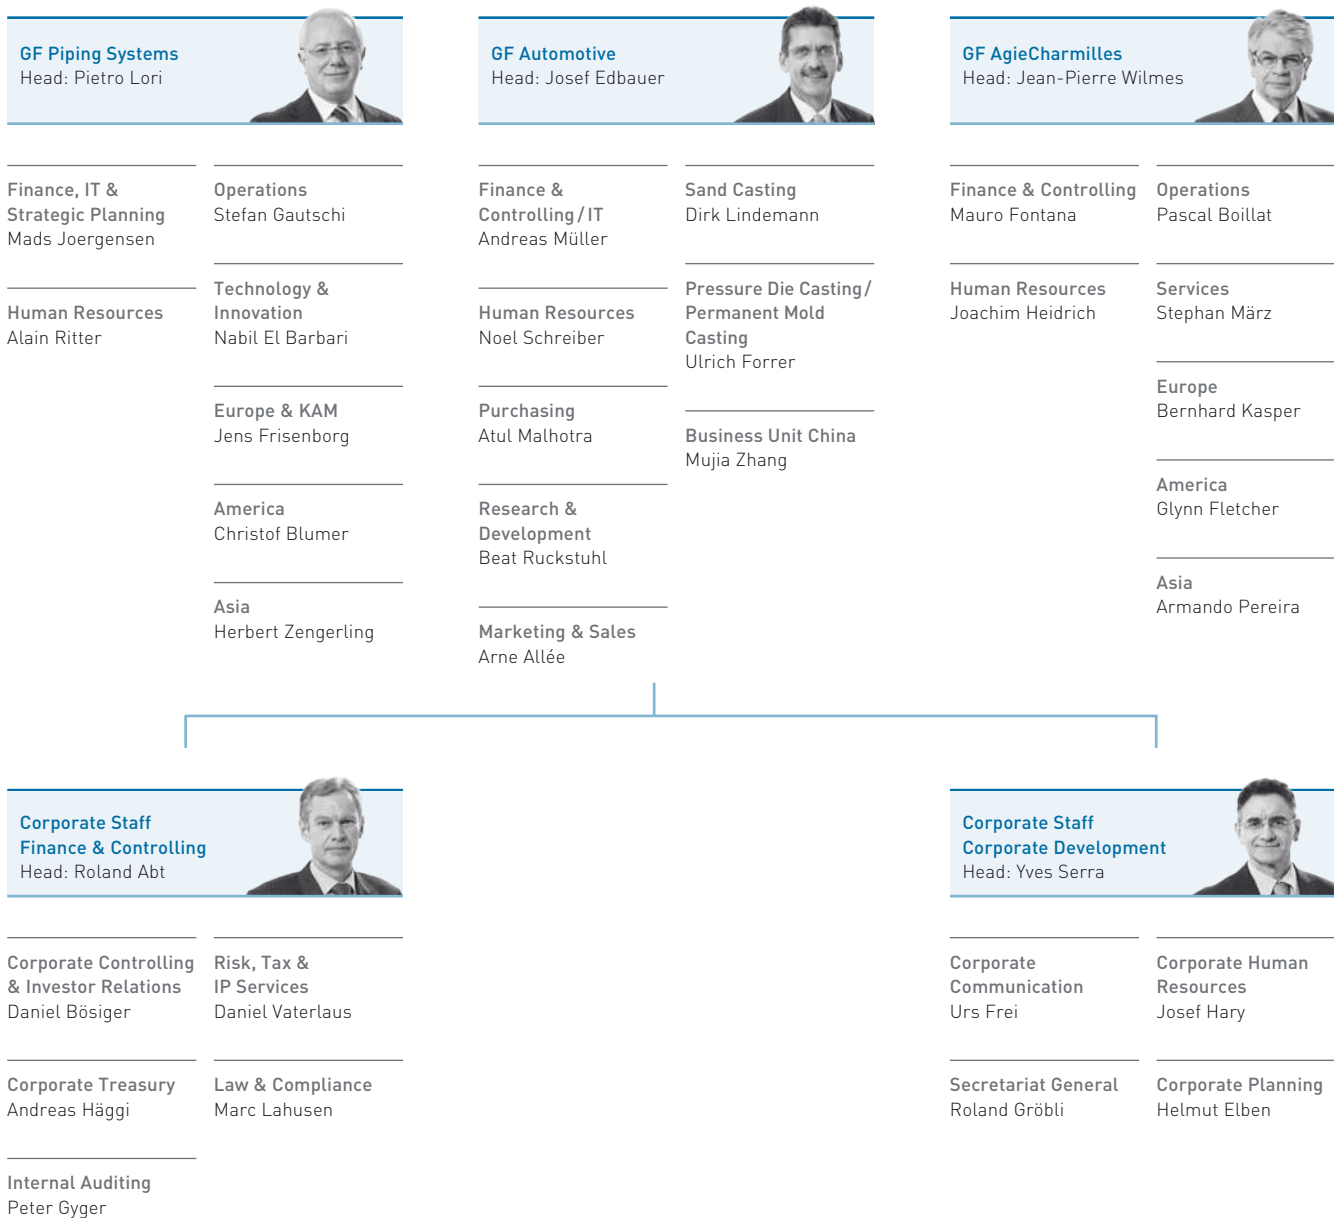 GF Piping Systems
Head: Pietro Lori
Finance, IT &
Strategic Planning
Mads Joergensen
Human Resources
Alain Ritter
Operations
Stefan Gautschi
Technology &
Innovation
Nabil El Barbari
Europe & KAM
Jens Frisenborg
America
Christof Blumer
Asia
Herbert Zengerling
GF Automotive
Head: Josef Edbauer
Finance &
Controlling/IT
Andreas Müller
Human Resources
Noel Schreiber
Purchasing
Atul Malhotra
Research &
Development
Beat Ruckstuhl
Marketing & Sales
Arne Allée
Sand Casting
Dirk Lindemann
Pressure Die Casting/
Permanent Mold
Casting
Ulrich Forrer
Business Unit China
Mujia Zhang
GF AgieCharmilles
Head: Jean-Pierre Wilmes
Finance & Controlling
Mauro Fontana
Human Resources
Joachim Heidrich
Operations
Pascal Boillat
Services
Stephan März
Europe
Bernhard Kasper
America
Glynn Fletcher
Asia
Armando Pereira
Corporate Staff
Finance & Controlling
Head: Roland Abt
Corporate Controlling
& Investor Relations
Daniel Bösiger
Corporate Treasury
Andreas Häggi
Internal Auditing
Peter Gyger
Risk, Tax &
IP Services
Daniel Vaterlaus
Law & Compliance
Marc Lahusen
Corporate Staff
Corporate Development
Head: Yves Serra
Corporate
Communication
Urs Frei
Secretariat General
Roland Gröbli
Corporate Human
Resources
Josef Hary
Corporate Planning
Helmut Elben